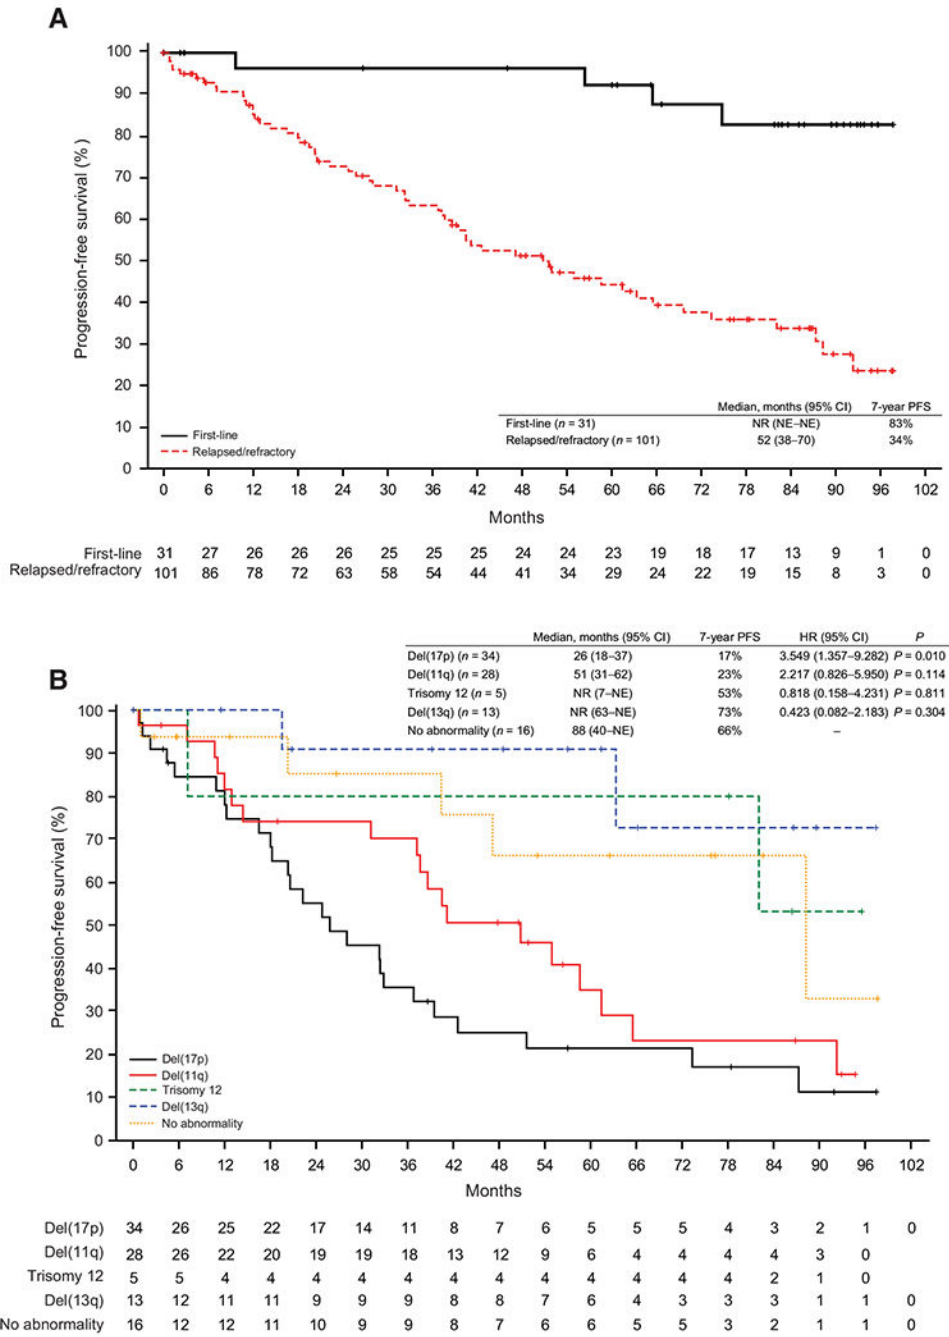 A
Progression-free survival (%)
100
90
80
70
60
50
40
30
20
10
0
Median, months (95% CI) 7-year PFS
First-line (n = 31) NR (NE–NE) 83%
Relapsed/refractory (n = 101) 52 (38–70) 34%
First-line
Relapsed/refractory
0 6 12 18 24 30 36 42 48 54 60 66 72 78 84 90 96 102
Months
First-line 31 27 26 26 26 25 25 25 24 24 23 19 18 17 13 9 1 0
Relapsed/refractory 101 86 78 72 63 58 54 44 41 34 29 24 22 19 15 8 3 0
B
Median, months (95% CI) 7-year PFS HR (95% CI) P
Del(17p) (n = 34) 26 (18–37) 17% 3.549 (1.357–9.282) P = 0.010
Del(11q) (n = 28) 51 (31–62) 23% 2.217 (0.826–5.950) P = 0.114
Trisomy 12 (n = 5) NR (7–NE) 53% 0.818 (0.158–4.231) P = 0.811
Del(13q) (n = 13) NR (63–NE) 73% 0.423 (0.082–2.183) P = 0.304
No abnormality (n = 16) 88 (40–NE) 66% –
Progression-free survival (%)
100
90
80
70
60
50
40
30
20
10
0
Del(17p)
Del(11q)
Trisomy 12
Del(13q)
No abnormality
0 6 12 18 24 30 36 42 48 54 60 66 72 78 84 90 96 102
Months
Del(17p) 34 26 25 22 17 14 11 8 7 6 5 5 5 4 3 2 1 0
Del(11q) 28 26 22 20 19 19 18 13 12 9 6 4 4 4 4 3 0
Trisomy 12 5 5 4 4 4 4 4 4 4 4 4 4 4 4 2 1 0
Del(13q) 13 12 11 11 9 9 9 8 8 7 6 4 3 3 3 1 1 0
No abnormality 16 12 12 11 10 9 9 8 7 6 6 5 5 3 2 1 1 0